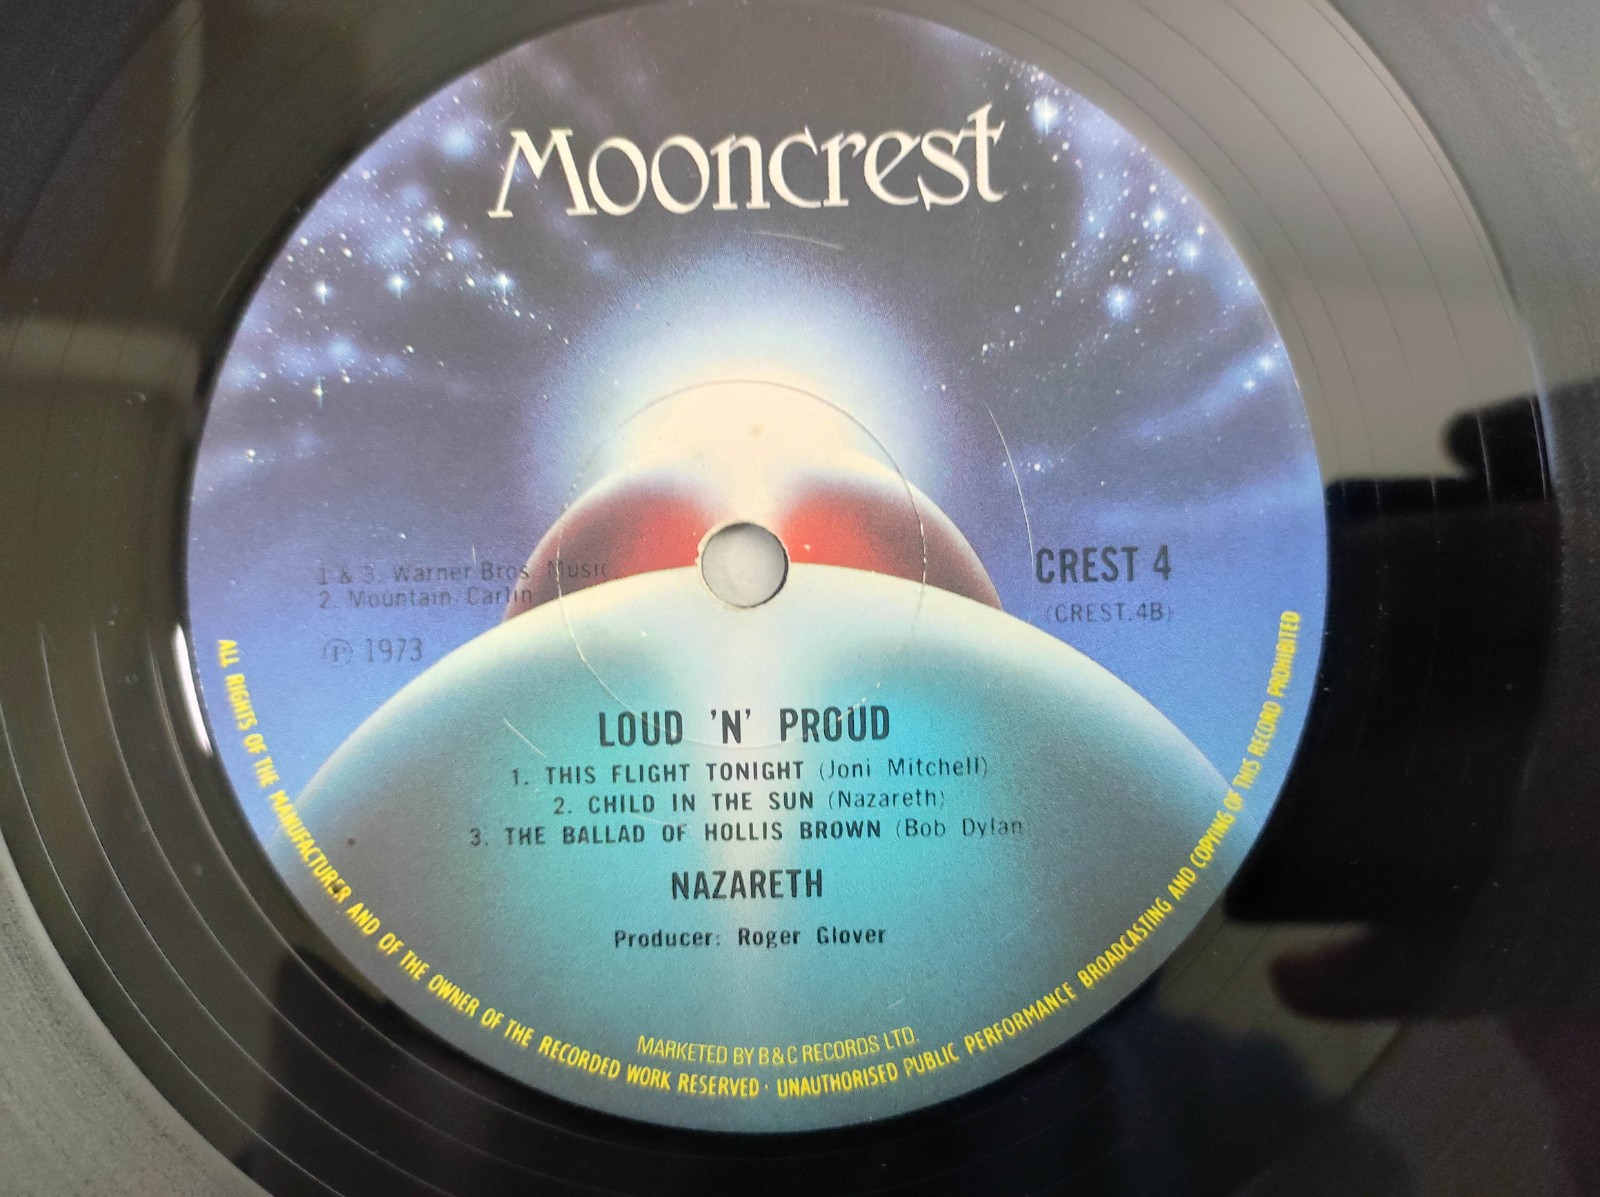 Mooncrest
1 & 3. Warner Bros. Music
2. Mountain Carlin
Ⓟ 1973
CREST 4
(CREST.4B)
LOUD 'N' PROUD
1. THIS FLIGHT TONIGHT (Joni Mitchell)
2. CHILD IN THE SUN (Nazareth)
3. THE BALLAD OF HOLLIS BROWN (Bob Dylan
NAZARETH
Producer: Roger Glover
MARKETED BY B&C RECORDS LTD.
ALL RIGHTS OF THE MANUFACTURER AND OF THE OWNER OF THE RECORDED WORK RESERVED · UNAUTHORISED PUBLIC PERFORMANCE BROADCASTING AND COPYING OF THIS RECORD PROHIBITED